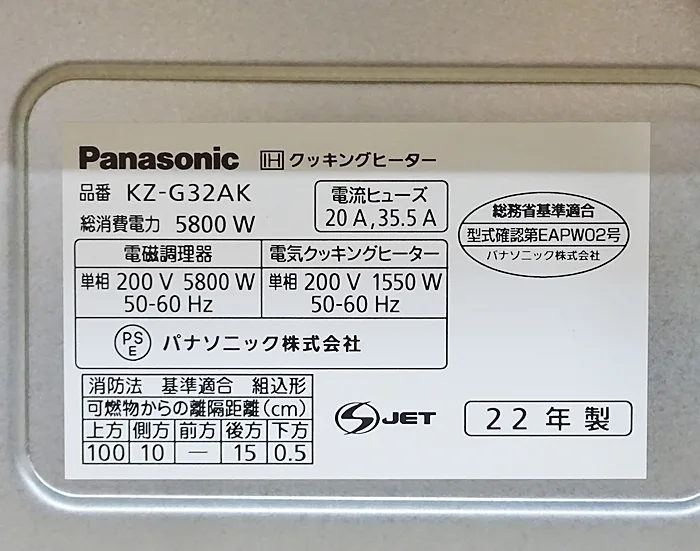 Panasonic IH クッキングヒーター
品番 KZ-G32AK
総消費電力 5800 W
電流ヒューズ
20 A,35.5 A
総務省基準適合
型式確認第EAPW02号
パナソニック株式会社
電磁調理器 電気クッキングヒーター
単相 200 V 5800 W 単相 200 V 1550 W
50-60 Hz 50-60 Hz
PS
E パナソニック株式会社
消防法 基準適合 組込形
可燃物からの離隔距離(cm)
上方 側方 前方 後方 下方
100 10 — 15 0.5
JET
22年製